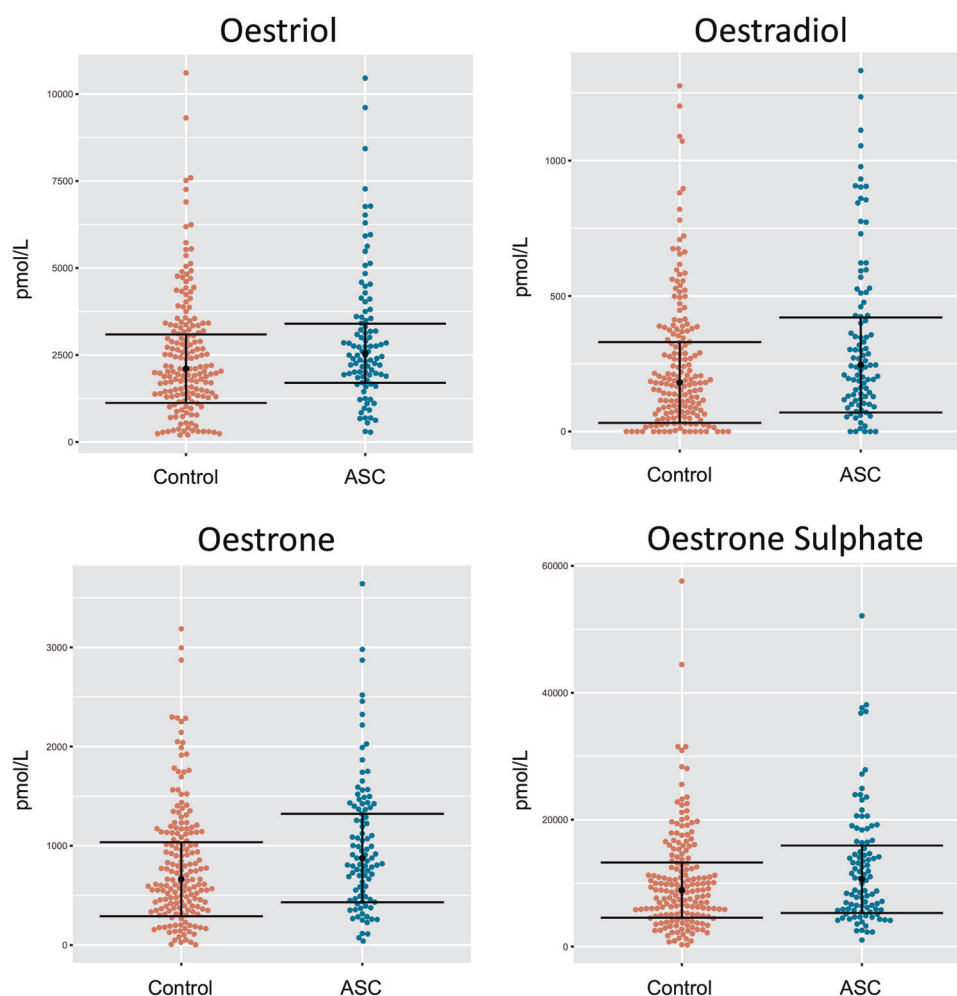 Oestriol
pmol/L
10000
7500
5000
2500
0
Control ASC
Oestradiol
pmol/L
1000
500
0
Control ASC
Oestrone
pmol/L
3000
2000
1000
0
Control ASC
Oestrone Sulphate
pmol/L
60000
40000
20000
0
Control ASC